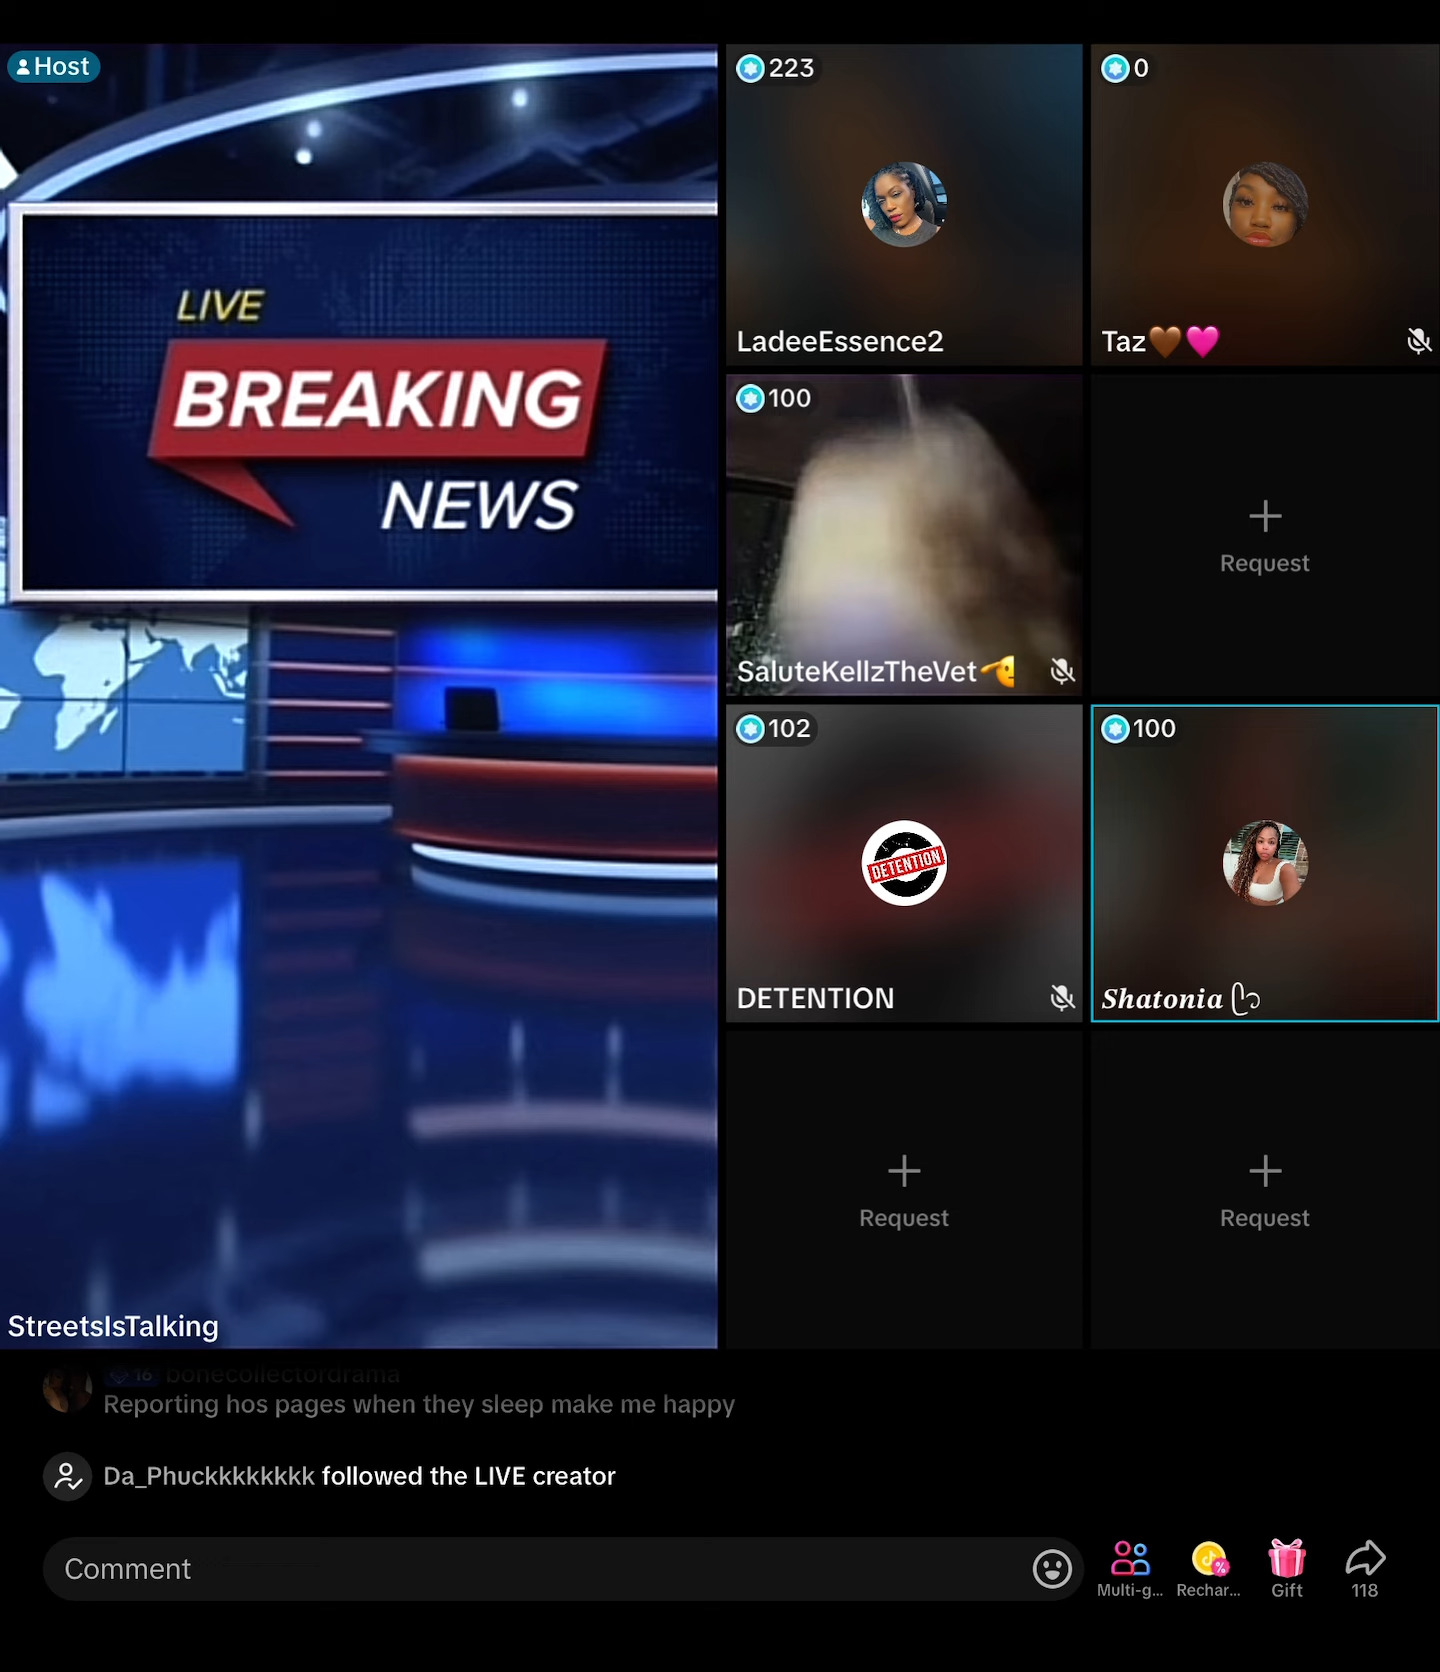 Host
LIVE
BREAKING
NEWS
StreetsIsTalking
223
LadeeEssence2
0
Taz🤎🩷
100
SaluteKellzTheVet🫡
Request
102
DETENTION
DETENTION
100
Shatonia
Request
Request
16 bonecollectordrama
Reporting hos pages when they sleep make me happy
Da_Phuckkkkkkkk followed the LIVE creator
Comment
Multi-g...
Rechar...
Gift
118